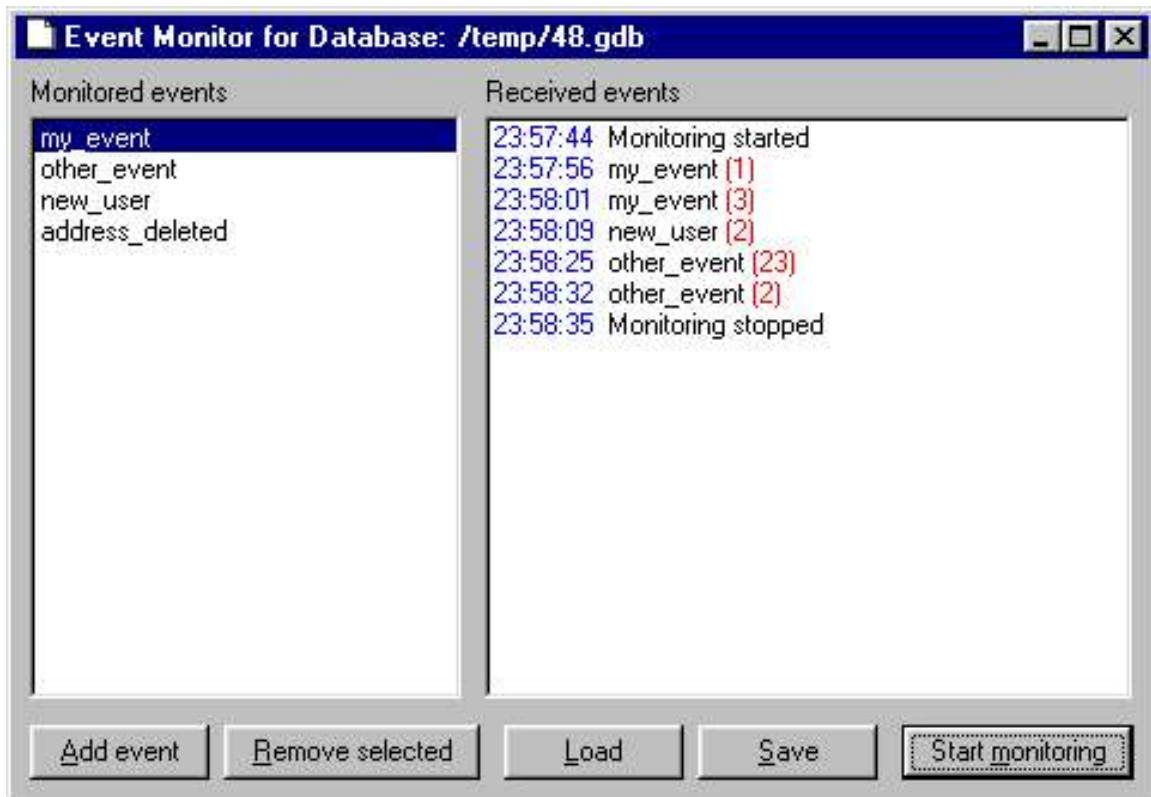 Event Monitor for Database: /temp/48.gdb
Monitored events
my_event
other_event
new_user
address_deleted
Received events
23:57:44 Monitoring started
23:57:56 my_event (1)
23:58:01 my_event (3)
23:58:09 new_user (2)
23:58:25 other_event (23)
23:58:32 other_event (2)
23:58:35 Monitoring stopped
Add event
Remove selected
Load
Save
Start monitoring